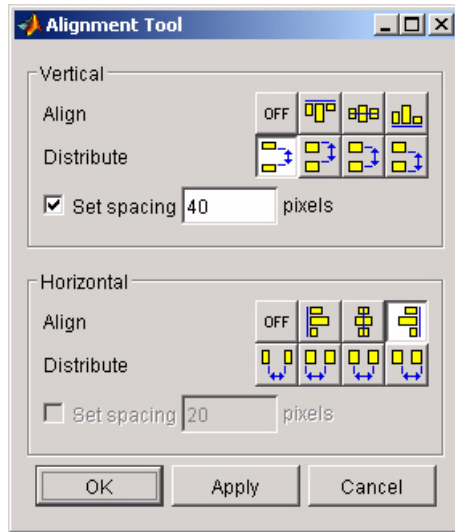 Alignment Tool
Vertical
Align OFF
Distribute
Set spacing 40 pixels
Horizontal
Align OFF
Distribute
Set spacing 20 pixels
OK Apply Cancel